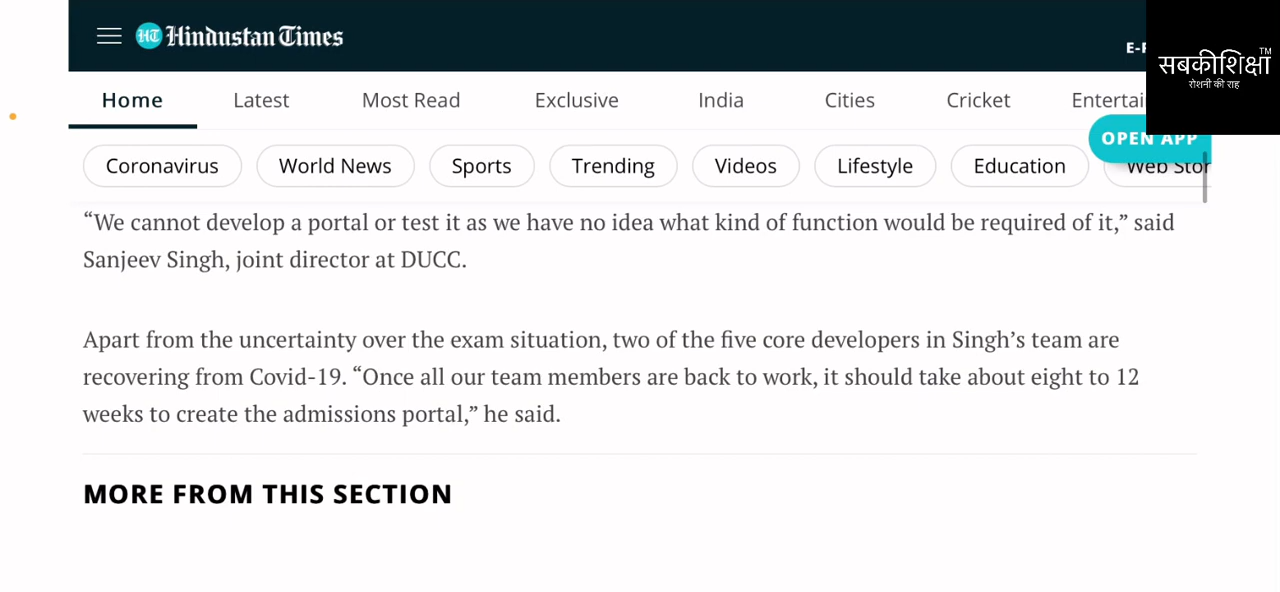 HT Hindustan Times
E-
सबकीशिक्षा TM
रोशनी की राह
Home Latest Most Read Exclusive India Cities Cricket Entertai
OPEN APP
Coronavirus World News Sports Trending Videos Lifestyle Education Web Stor
“We cannot develop a portal or test it as we have no idea what kind of function would be required of it,” said
Sanjeev Singh, joint director at DUCC.
Apart from the uncertainty over the exam situation, two of the five core developers in Singh’s team are
recovering from Covid-19. “Once all our team members are back to work, it should take about eight to 12
weeks to create the admissions portal,” he said.
MORE FROM THIS SECTION